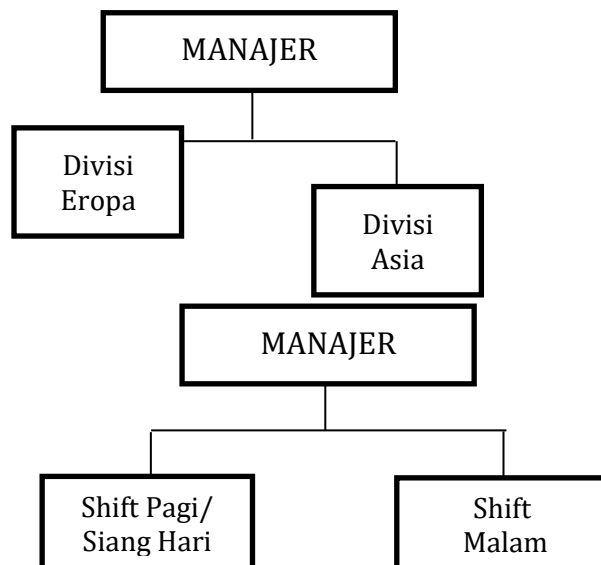 MANAJER
Divisi
Eropa
Divisi
Asia
MANAJER
Shift Pagi/
Siang Hari
Shift
Malam